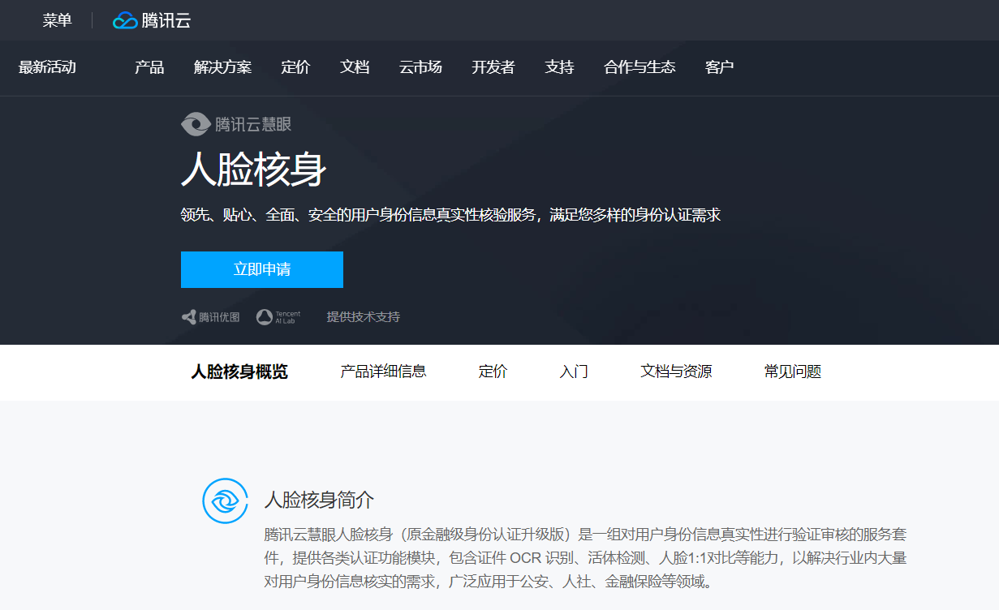 菜单 腾讯云
最新活动 产品 解决方案 定价 文档 云市场 开发者 支持 合作与生态 客户
腾讯云慧眼
人脸核身
领先、贴心、全面、安全的用户身份信息真实性核验服务，满足您多样的身份认证需求
立即申请
腾讯优图 Tencent AI Lab 提供技术支持
人脸核身概览 产品详细信息 定价 入门 文档与资源 常见问题
人脸核身简介
腾讯云慧眼人脸核身（原金融级身份认证升级版）是一组对用户身份信息真实性进行验证审核的服务套
件，提供各类认证功能模块，包含证件 OCR 识别、活体检测、人脸1:1对比等能力，以解决行业内大量
对用户身份信息核实的需求，广泛应用于公安、人社、金融保险等领域。